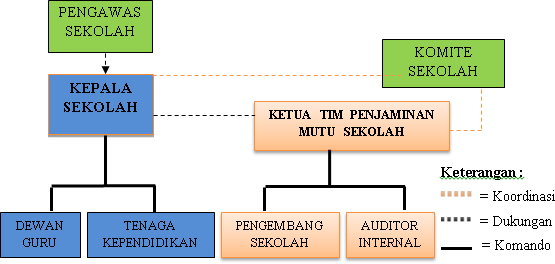 PENGAWAS
SEKOLAH
KOMITE
SEKOLAH
KEPALA
SEKOLAH
KETUA TIM PENJAMINAN
MUTU SEKOLAH
Keterangan :
= Koordinasi
= Dukungan
= Komando
DEWAN
GURU
TENAGA
KEPENDIDIKAN
PENGEMBANG
SEKOLAH
AUDITOR
INTERNAL